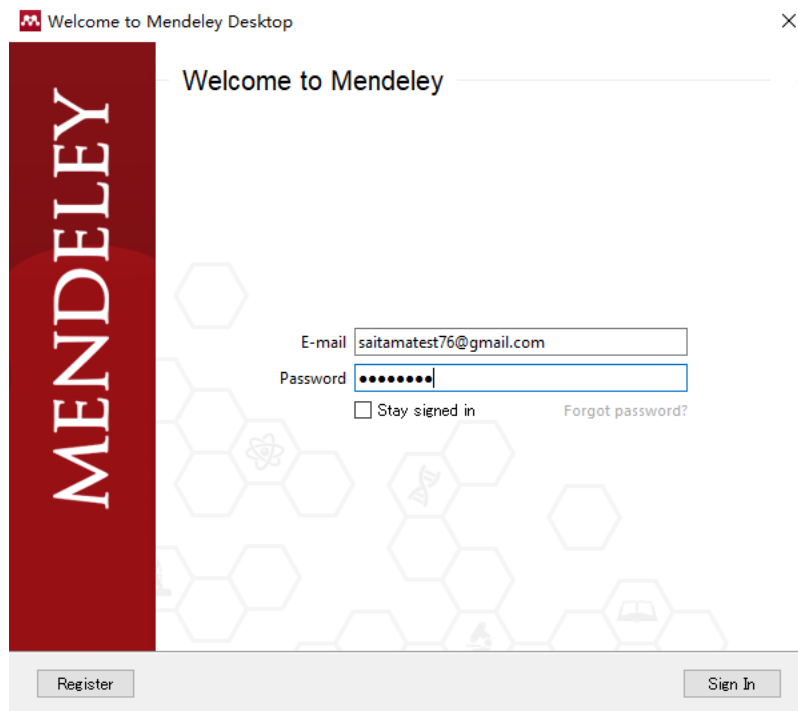 Welcome to Mendeley Desktop
MENDELEY
Welcome to Mendeley
E-mail saitamatest76@gmail.com
Password ●●●●●●●●
Stay signed in Forgot password?
Register Sign In